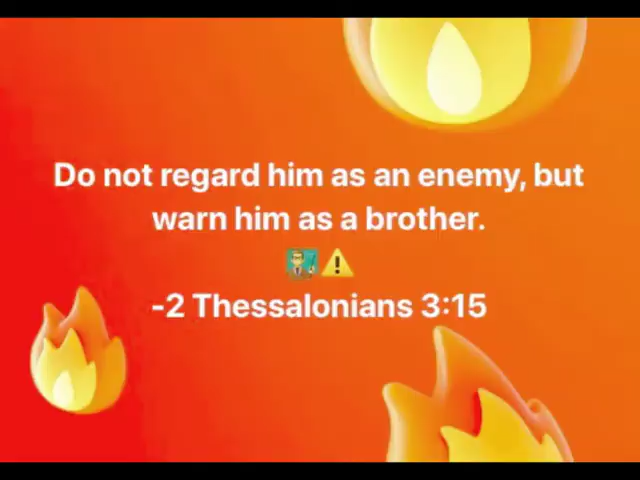 Do not regard him as an enemy, but
warn him as a brother.
👨‍🏫⚠️
-2 Thessalonians 3:15